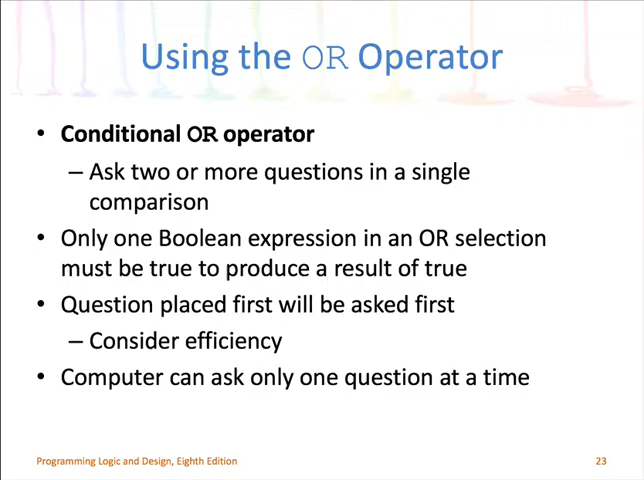 Using the OR Operator
• Conditional OR operator
– Ask two or more questions in a single
comparison
• Only one Boolean expression in an OR selection
must be true to produce a result of true
• Question placed first will be asked first
– Consider efficiency
• Computer can ask only one question at a time
Programming Logic and Design, Eighth Edition
23